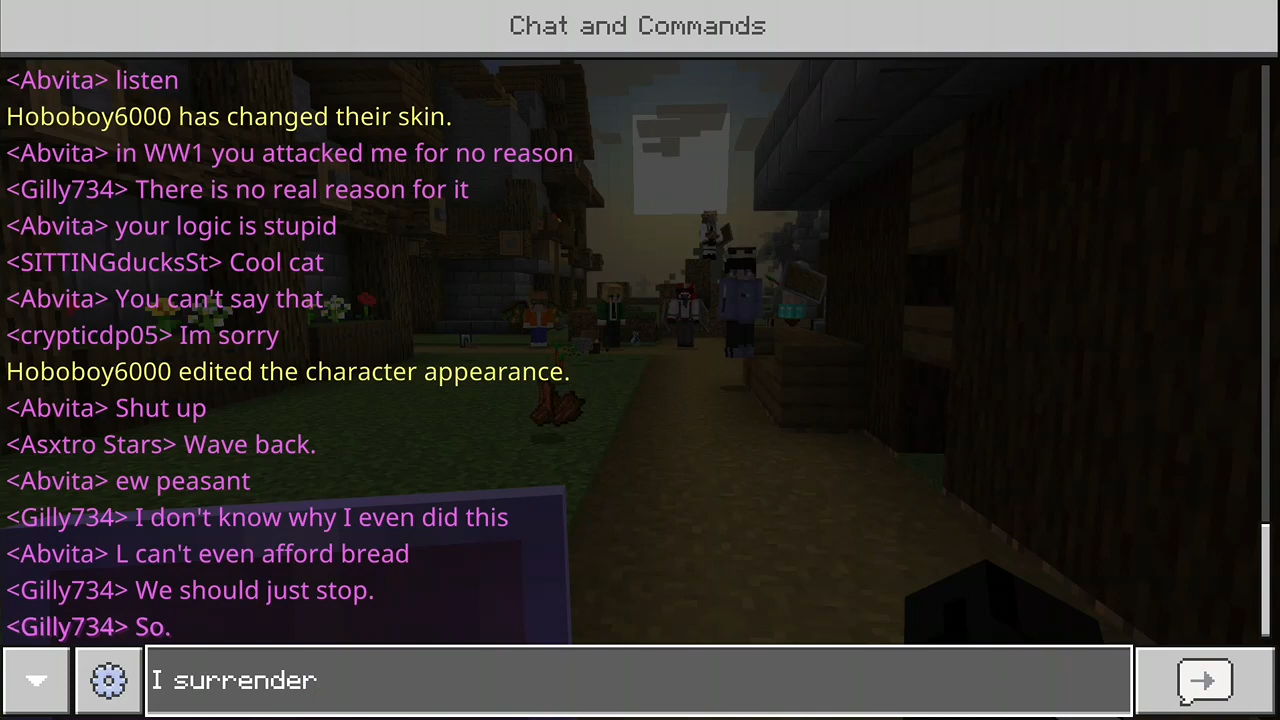 Chat and Commands
<Abvita> listen
Hoboboy6000 has changed their skin.
<Abvita> in WW1 you attacked me for no reason
<Gilly734> There is no real reason for it
<Abvita> your logic is stupid
<SITTINGducksSt> Cool cat
<Abvita> You can't say that
<crypticdp05> Im sorry
Hoboboy6000 edited the character appearance.
<Abvita> Shut up
<Asxtro Stars> Wave back.
<Abvita> ew peasant
<Gilly734> I don't know why I even did this
<Abvita> L can't even afford bread
<Gilly734> We should just stop.
<Gilly734> So.
I surrender